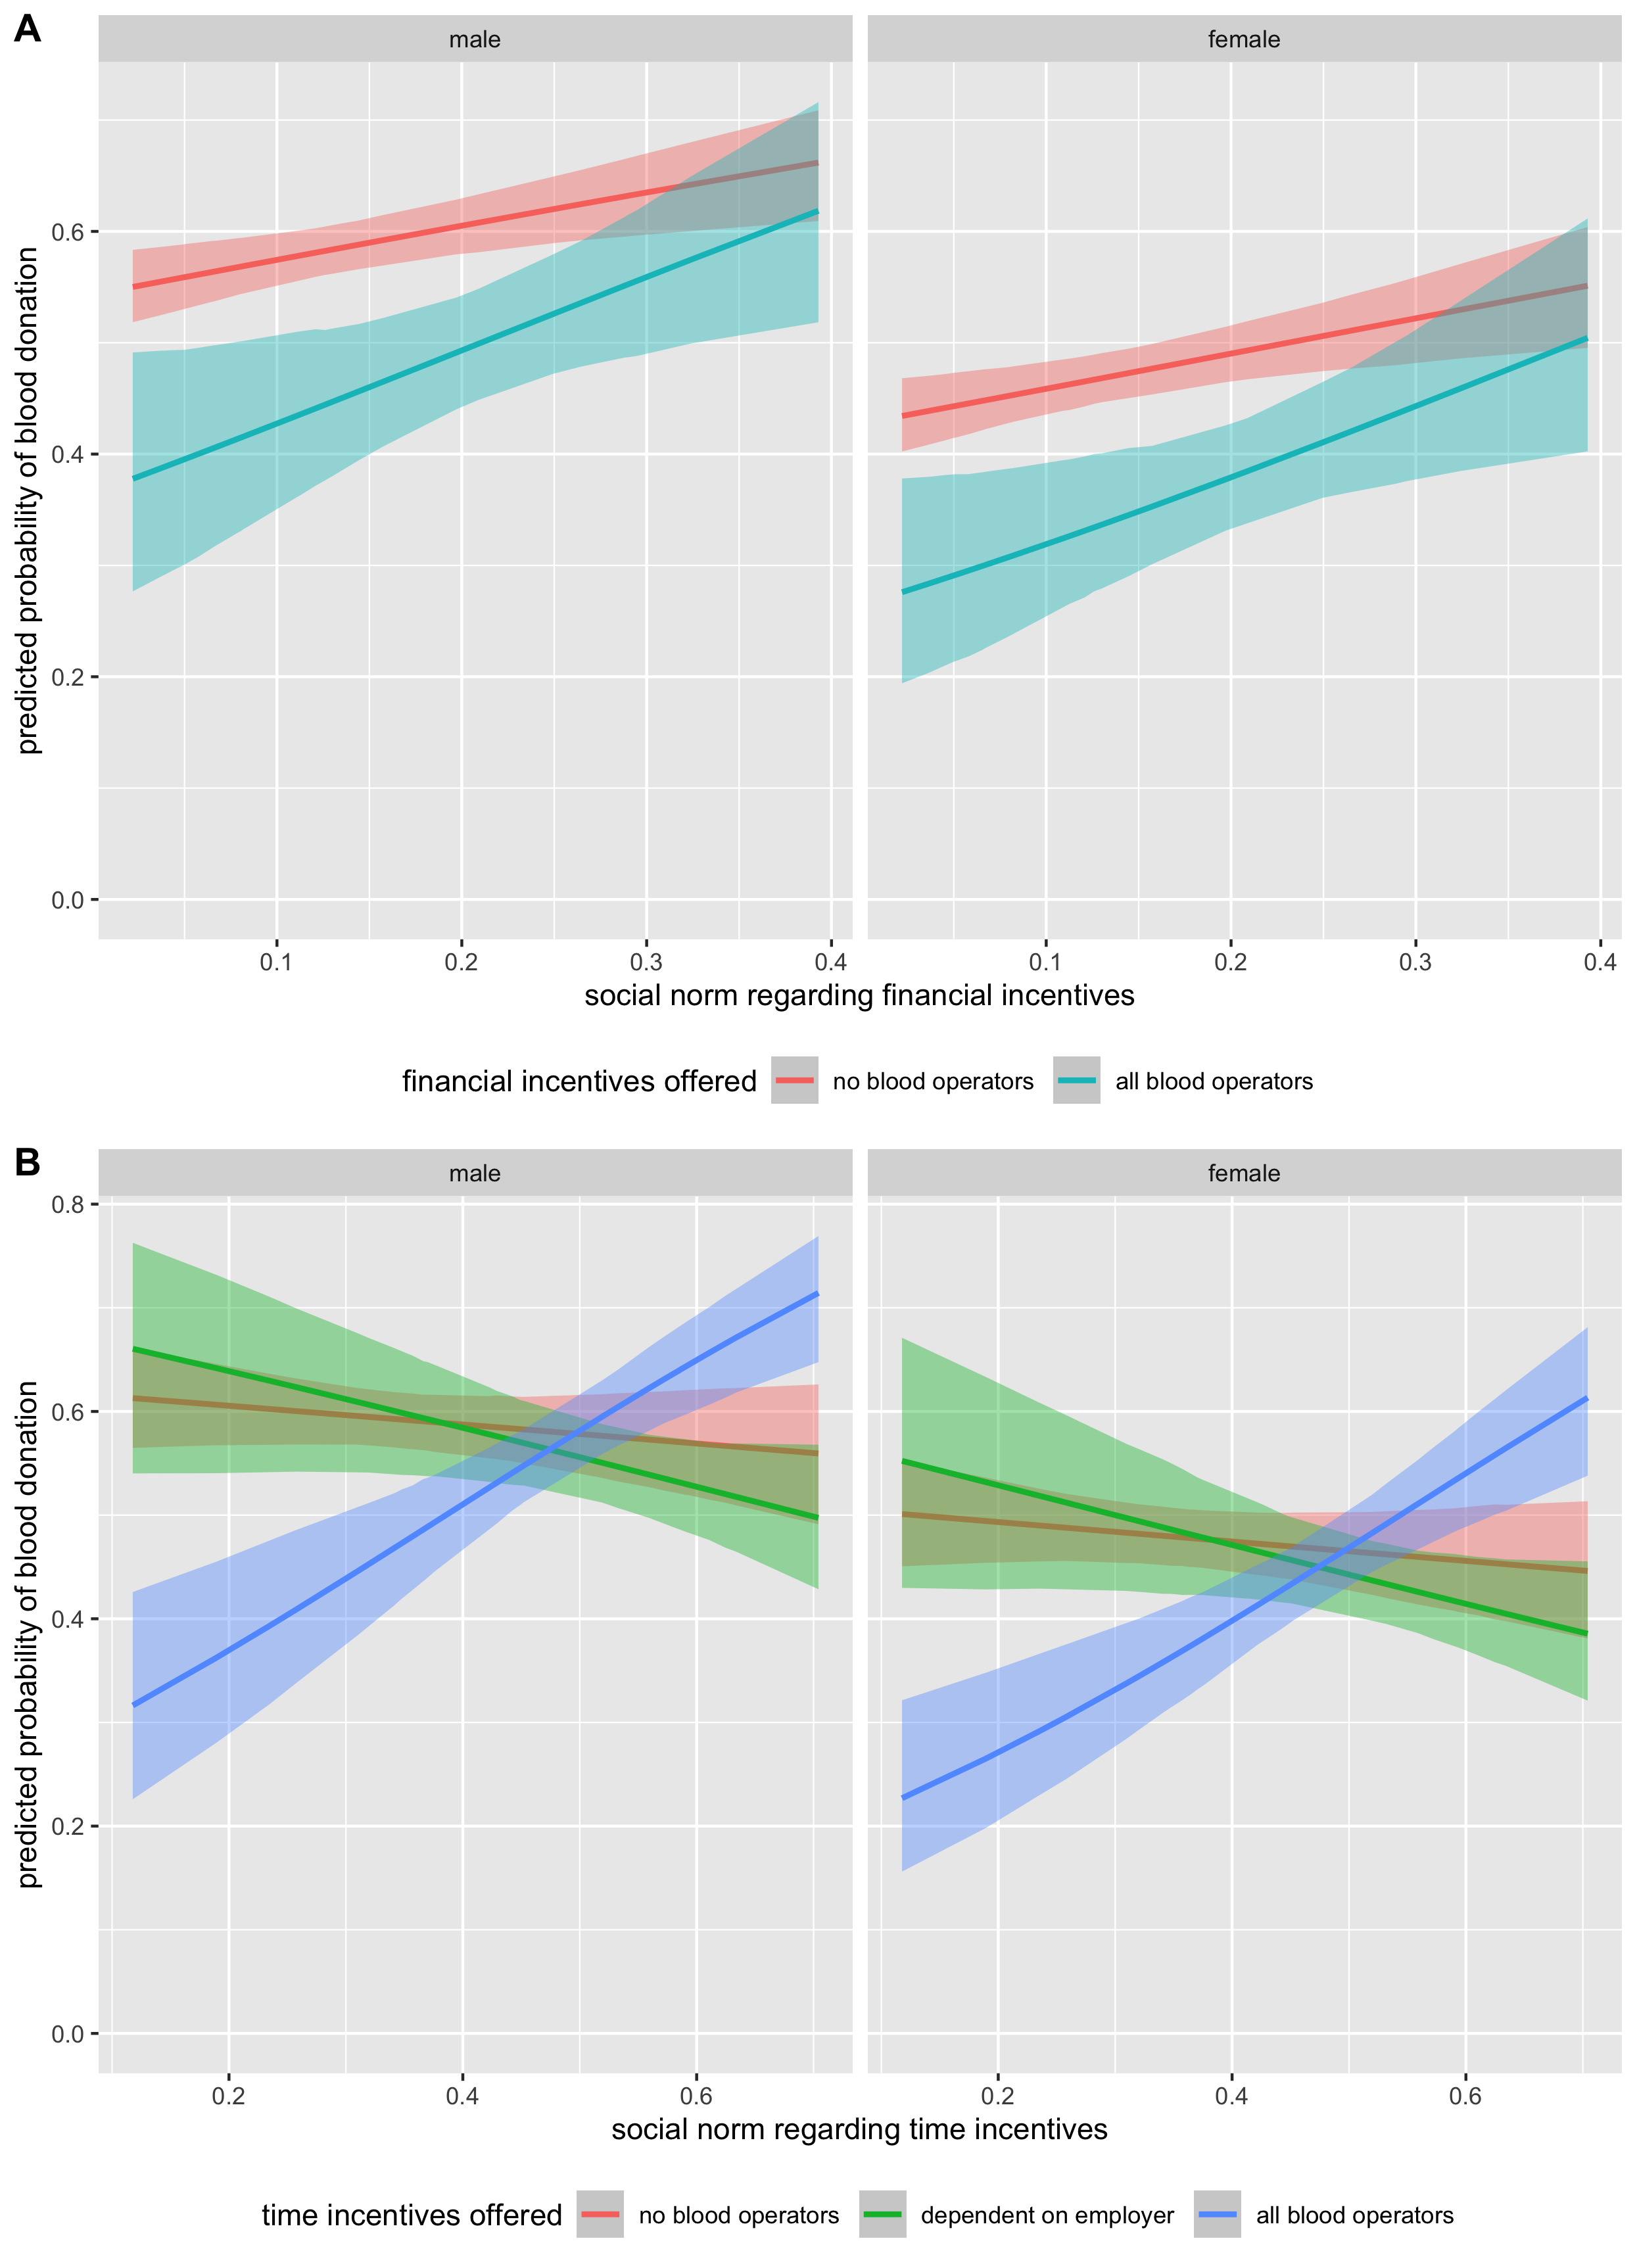 A
male
female
predicted probability of blood donation
0.6
0.4
0.2
0.0
0.1 0.2 0.3 0.4
0.1 0.2 0.3 0.4
social norm regarding financial incentives
financial incentives offered no blood operators all blood operators
B
male
female
predicted probability of blood donation
0.8
0.6
0.4
0.2
0.0
0.2 0.4 0.6
0.2 0.4 0.6
social norm regarding time incentives
time incentives offered no blood operators dependent on employer all blood operators